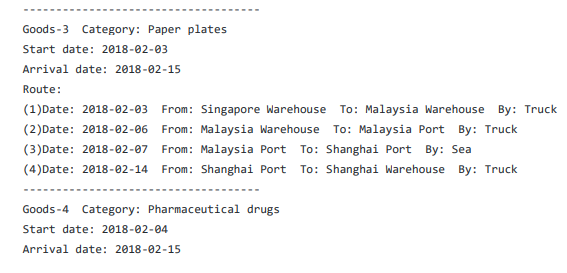 ------------------------------------
Goods-3  Category: Paper plates
Start date: 2018-02-03
Arrival date: 2018-02-15
Route:
(1)Date: 2018-02-03  From: Singapore Warehouse  To: Malaysia Warehouse  By: Truck
(2)Date: 2018-02-06  From: Malaysia Warehouse  To: Malaysia Port  By: Truck
(3)Date: 2018-02-07  From: Malaysia Port  To: Shanghai Port  By: Sea
(4)Date: 2018-02-14  From: Shanghai Port  To: Shanghai Warehouse  By: Truck
------------------------------------
Goods-4  Category: Pharmaceutical drugs
Start date: 2018-02-04
Arrival date: 2018-02-15